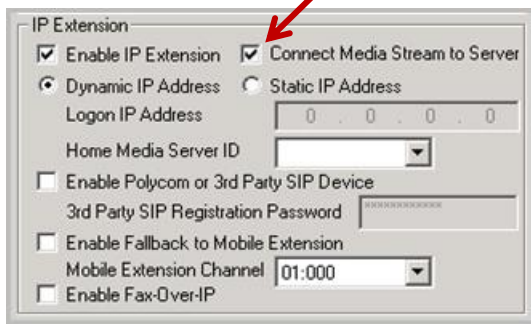 IP Extension
Enable IP Extension Connect Media Stream to Server
Dynamic IP Address Static IP Address
Logon IP Address 0 . 0 . 0 . 0
Home Media Server ID
Enable Polycom or 3rd Party SIP Device
3rd Party SIP Registration Password ************
Enable Fallback to Mobile Extension
Mobile Extension Channel 01:000
Enable Fax-Over-IP